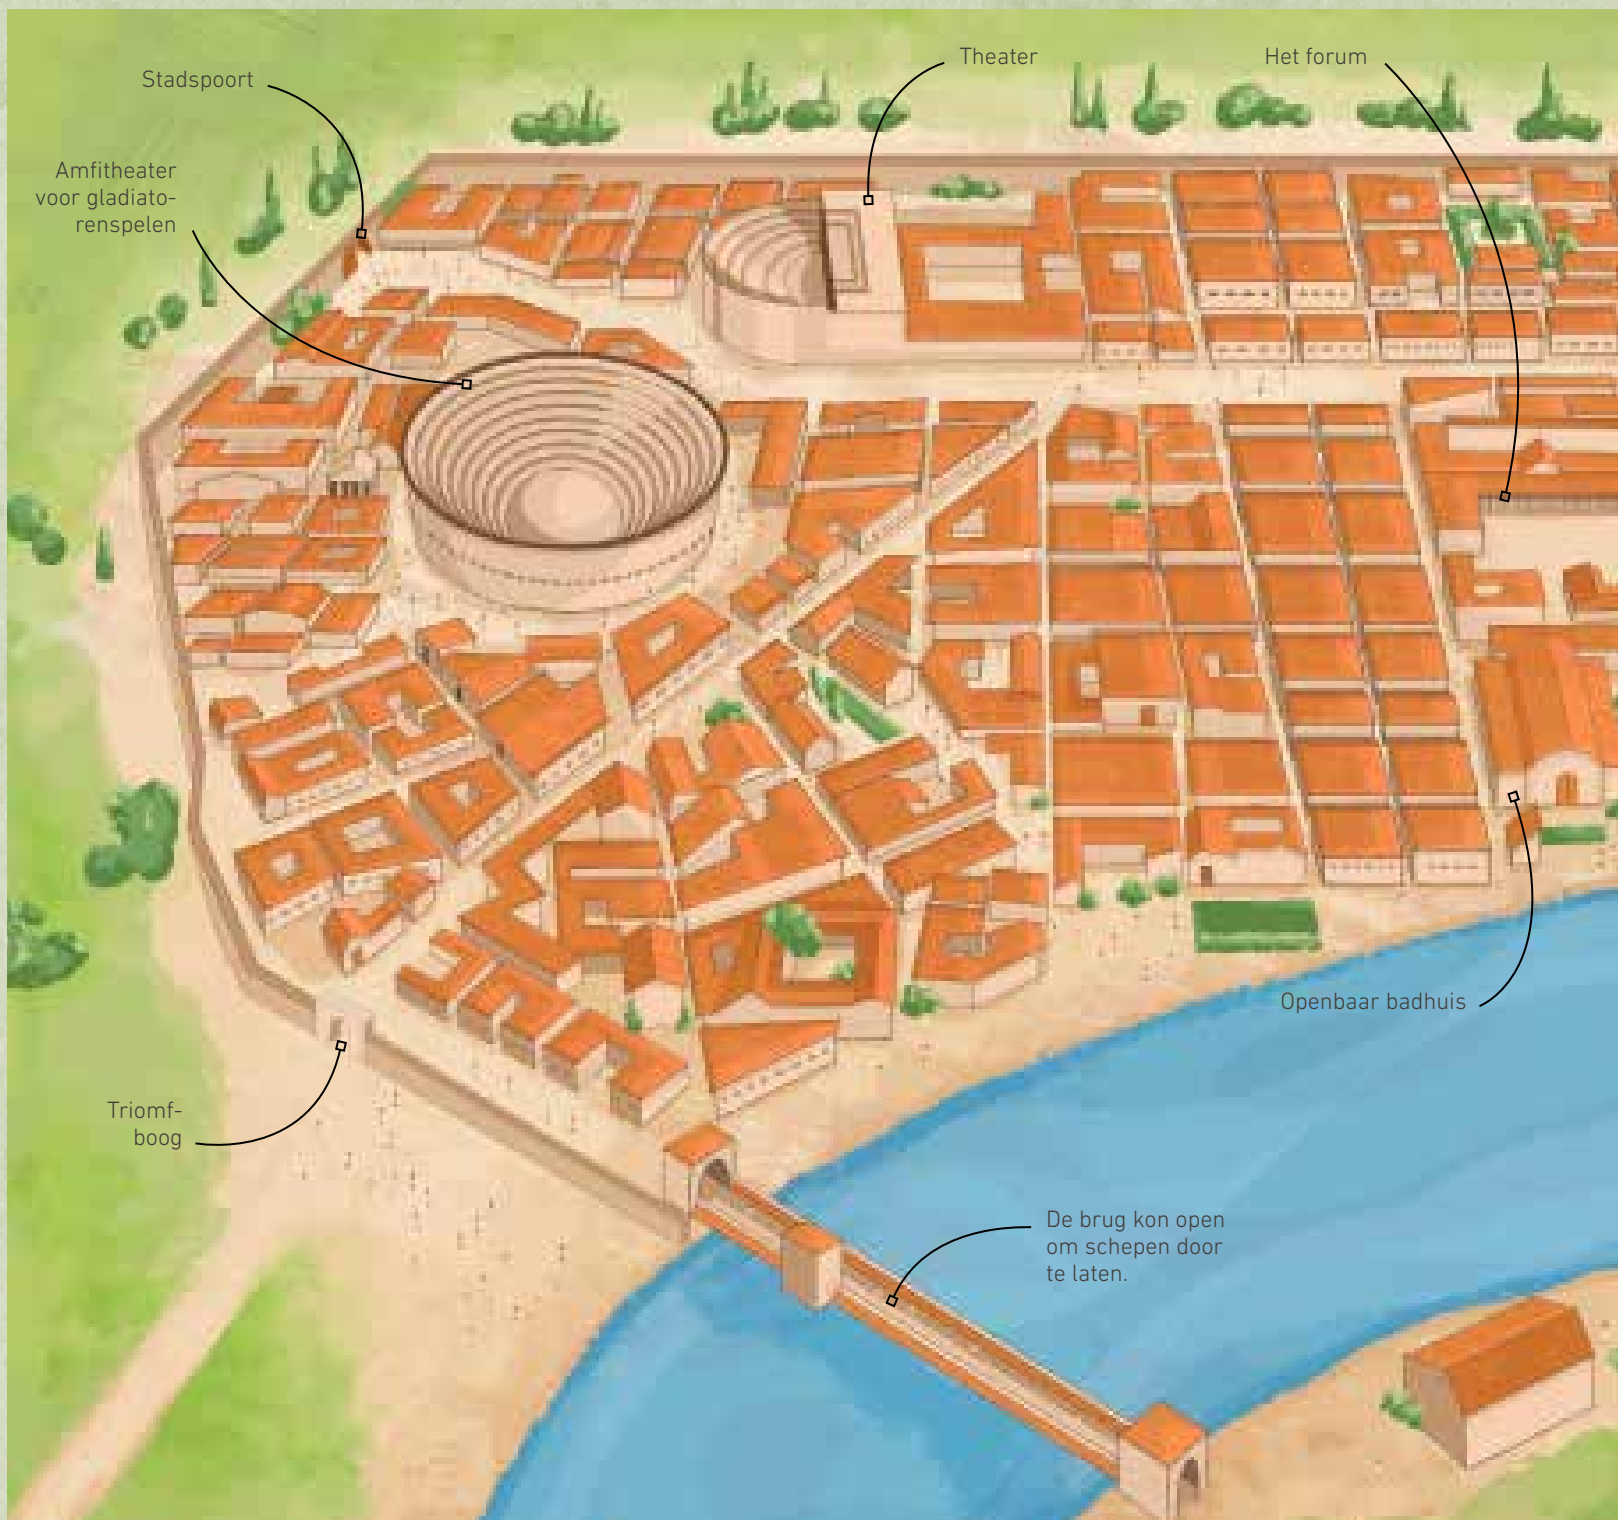 Stadspoort
Theater
Het forum
Amfitheater
voor gladiato-
renspelen
Openbaar badhuis
Triomf-
boog
De brug kon open
om schepen door
te laten.